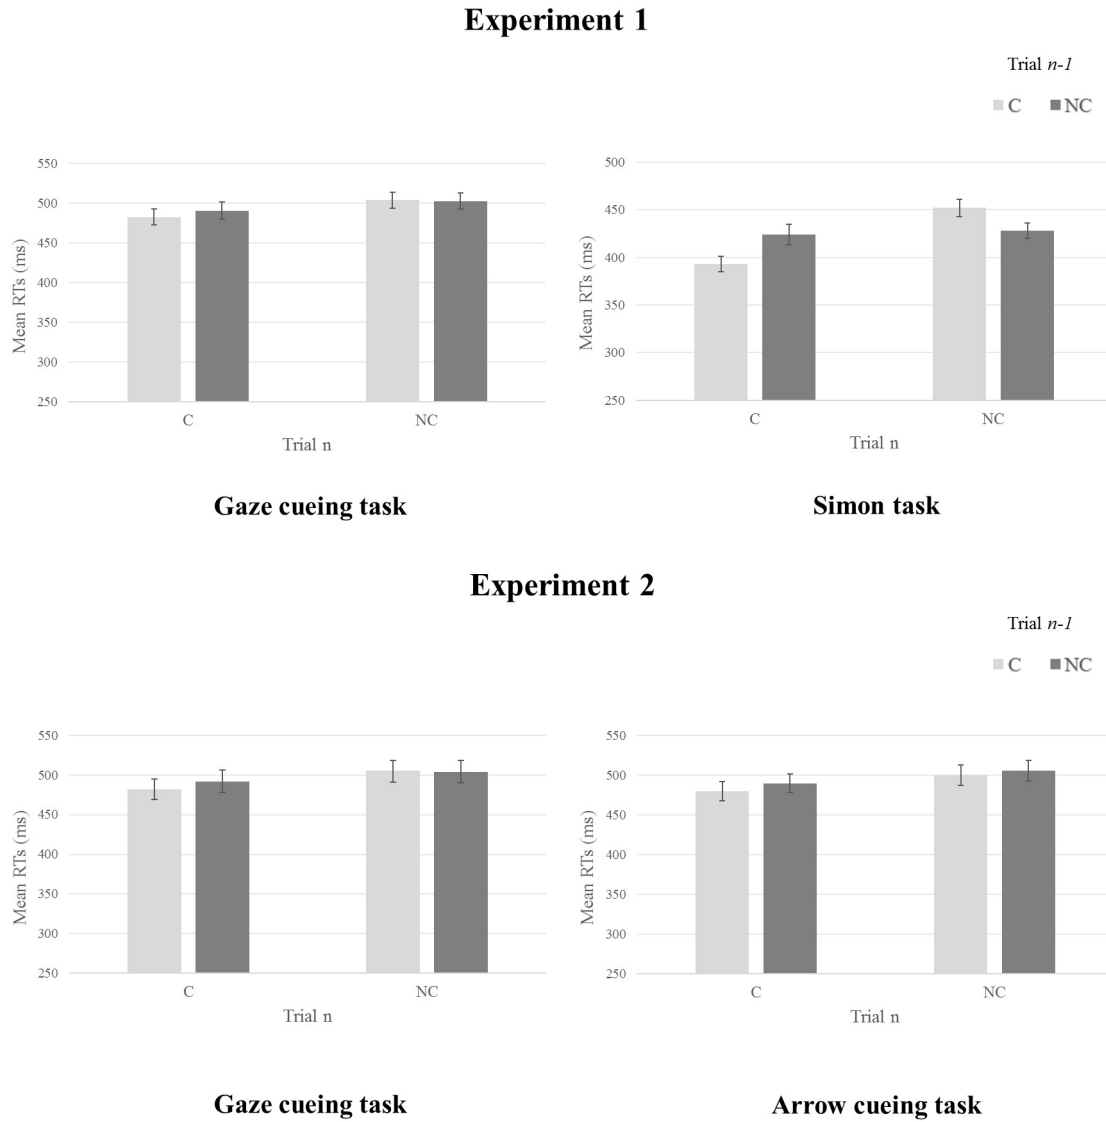 Experiment 1
Trial n-1
C NC
550
500
450
400
350
300
250
Mean RTs (ms)
C NC
Trial n
Gaze cueing task
500
450
400
350
300
250
Mean RTs (ms)
C NC
Trial n
Simon task
Experiment 2
Trial n-1
C NC
550
500
450
400
350
300
250
Mean RTs (ms)
C NC
Trial n
Gaze cueing task
550
500
450
400
350
300
250
Mean RTs (ms)
C NC
Trial n
Arrow cueing task